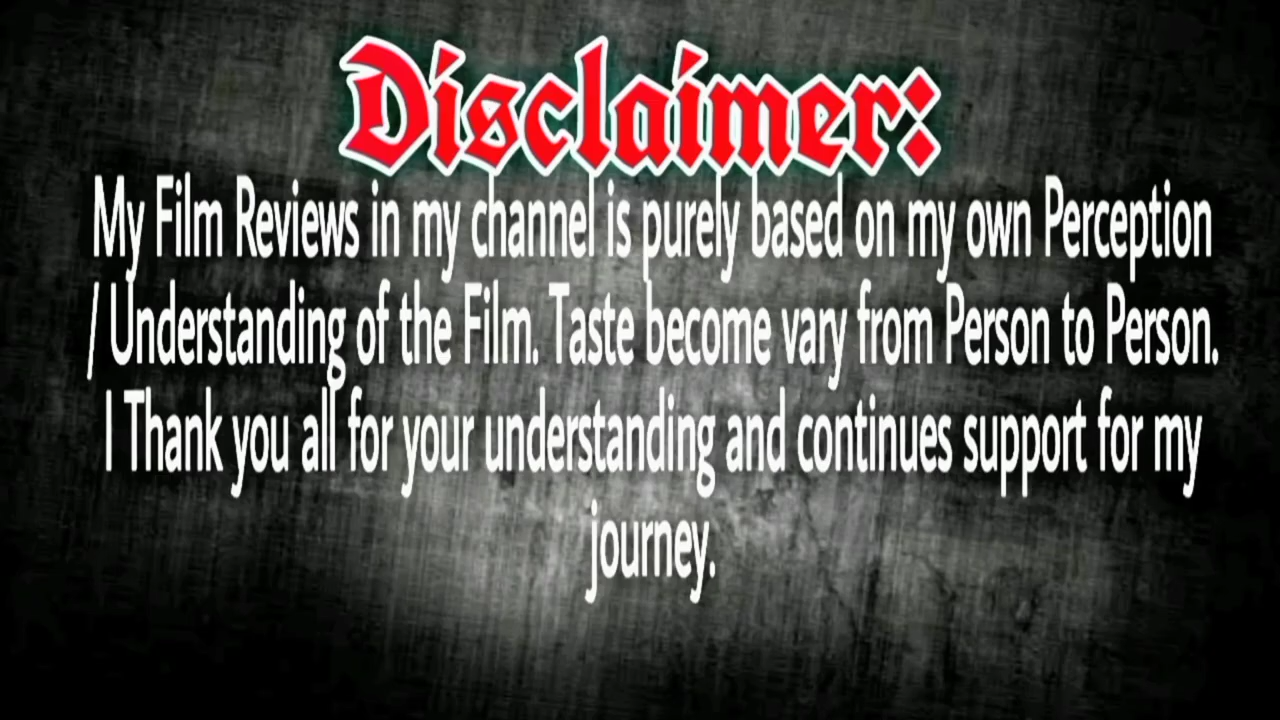 Disclaimer:
My Film Reviews in my channel is purely based on my own Perception
/ Understanding of the Film. Taste become vary from Person to Person.
I Thank you all for your understanding and continues support for my
journey.